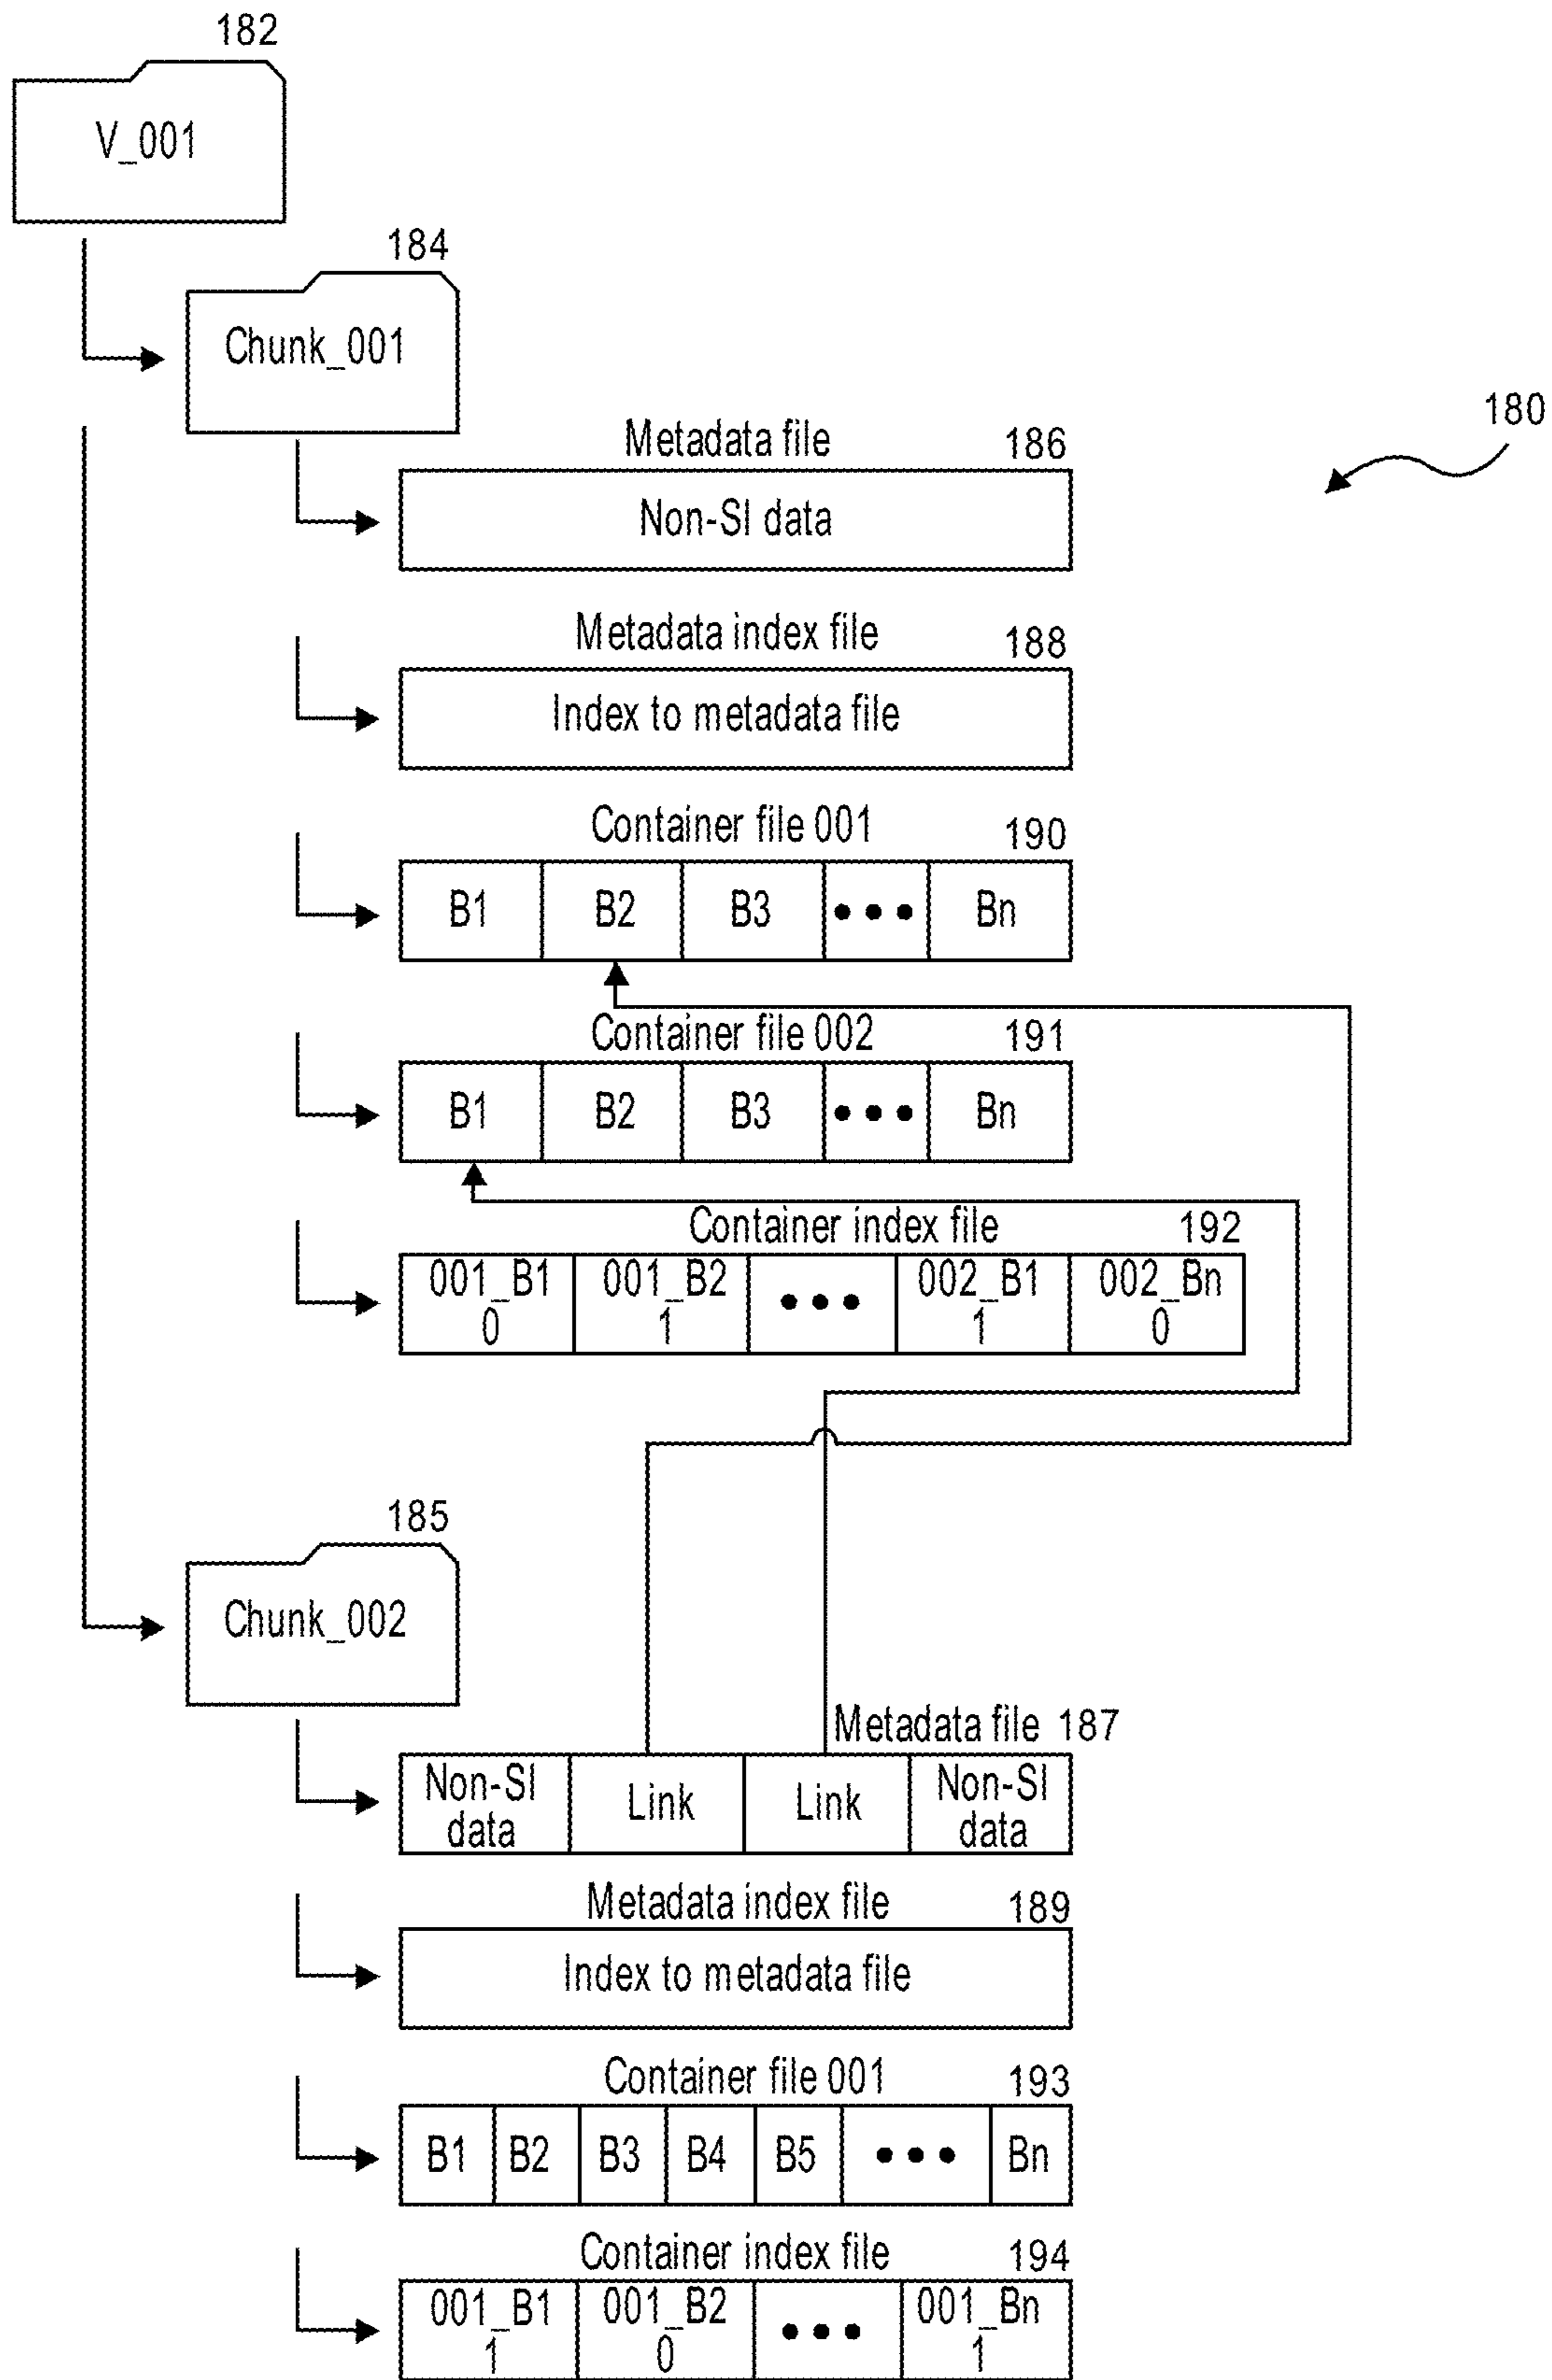 182
V_001
184
Chunk_001
180
Metadata file 186
Non-SI data
Metadata index file 188
Index to metadata file
Container file 001 190
B1 B2 B3 ••• Bn
Container file 002 191
B1 B2 B3 ••• Bn
Container index file 192
001_B1 001_B2 ••• 002_B1 002_Bn
0 1 1 0
185
Chunk_002
Metadata file 187
Non-SI Link Link Non-SI
data data
Metadata index file 189
Index to metadata file
Container file 001 193
B1 B2 B3 B4 B5 ••• Bn
Container index file 194
001_B1 001_B2 ••• 001_Bn
1 0 1